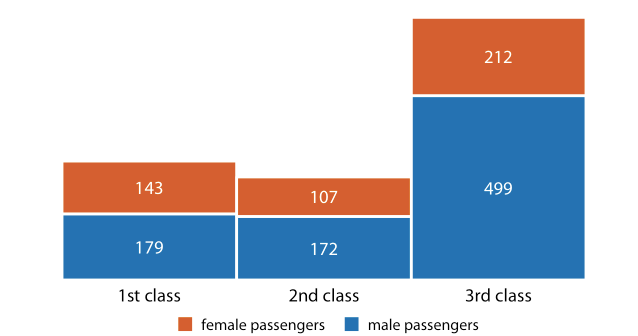 212
143
107
499
179
172
1st class
2nd class
3rd class
female passengers
male passengers